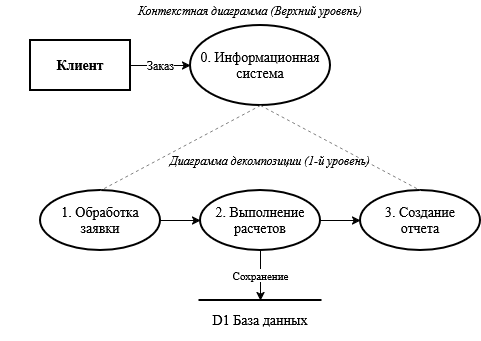 Контекстная диаграмма (Верхний уровень)
Клиент
Заказ
0. Информационная
система
Диаграмма декомпозиции (1-й уровень)
1. Обработка
заявки
2. Выполнение
расчетов
3. Создание
отчета
Сохранение
D1 База данных